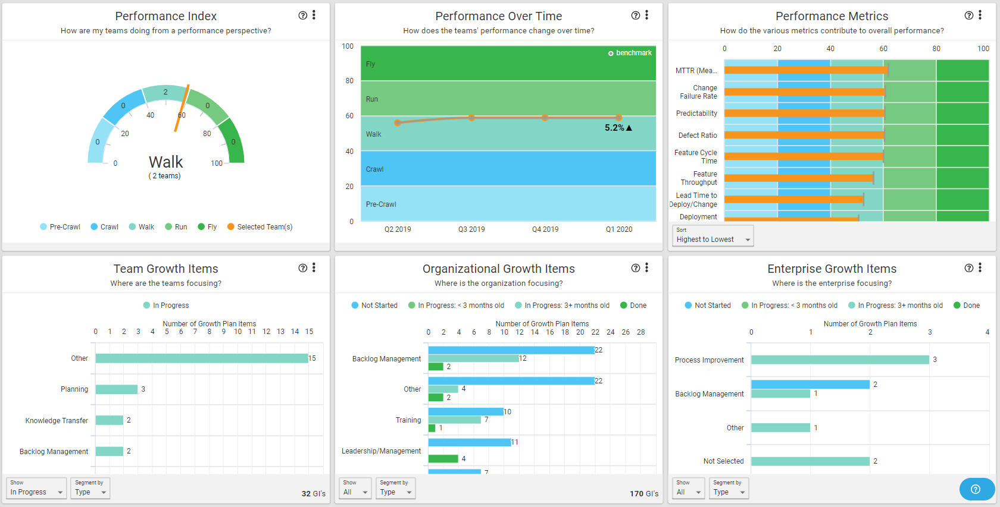 Performance Index
How are my teams doing from a performance perspective?
0
20
40
60
80
100
0
0
2
0
0
Walk
( 2 teams)
Pre-Crawl
Crawl
Walk
Run
Fly
Selected Team(s)
Performance Over Time
How does the teams' performance change over time?
benchmark
100
80
60
40
20
0
Fly
Run
Walk
Crawl
Pre-Crawl
5.2%▲
Q2 2019
Q3 2019
Q4 2019
Q1 2020
Performance Metrics
How do the various metrics contribute to overall performance?
0 20 40 60 80 100
MTTR (Mea...
Change
Failure Rate
Predictability
Defect Ratio
Feature Cycle
Time
Feature
Throughput
Lead Time to
Deploy/Change
Deployment
Sort
Highest to Lowest
Team Growth Items
Where are the teams focusing?
In Progress
Number of Growth Plan Items
0 1 2 3 4 5 6 7 8 9 10 11 12 13 14 15
Other 15
Planning 3
Knowledge Transfer 2
Backlog Management 2
Show
In Progress
Segment by
Type
32 GI's
Organizational Growth Items
Where is the organization focusing?
Not Started
In Progress: < 3 months old
In Progress: 3+ months old
Done
Number of Growth Plan Items
0 2 4 6 8 10 12 14 16 18 20 22 24 26 28
Backlog Management
22
12
2
Other
22
4
2
Training
10
7
1
Leadership/Management
11
4
7
Show
All
Segment by
Type
170 GI's
Enterprise Growth Items
Where is the enterprise focusing?
Not Started
In Progress: < 3 months old
In Progress: 3+ months old
Done
Number of Growth Plan Items
0 1 2 3 4
Process Improvement 3
Backlog Management
2
1
Other 1
Not Selected 2
Show
All
Segment by
Type